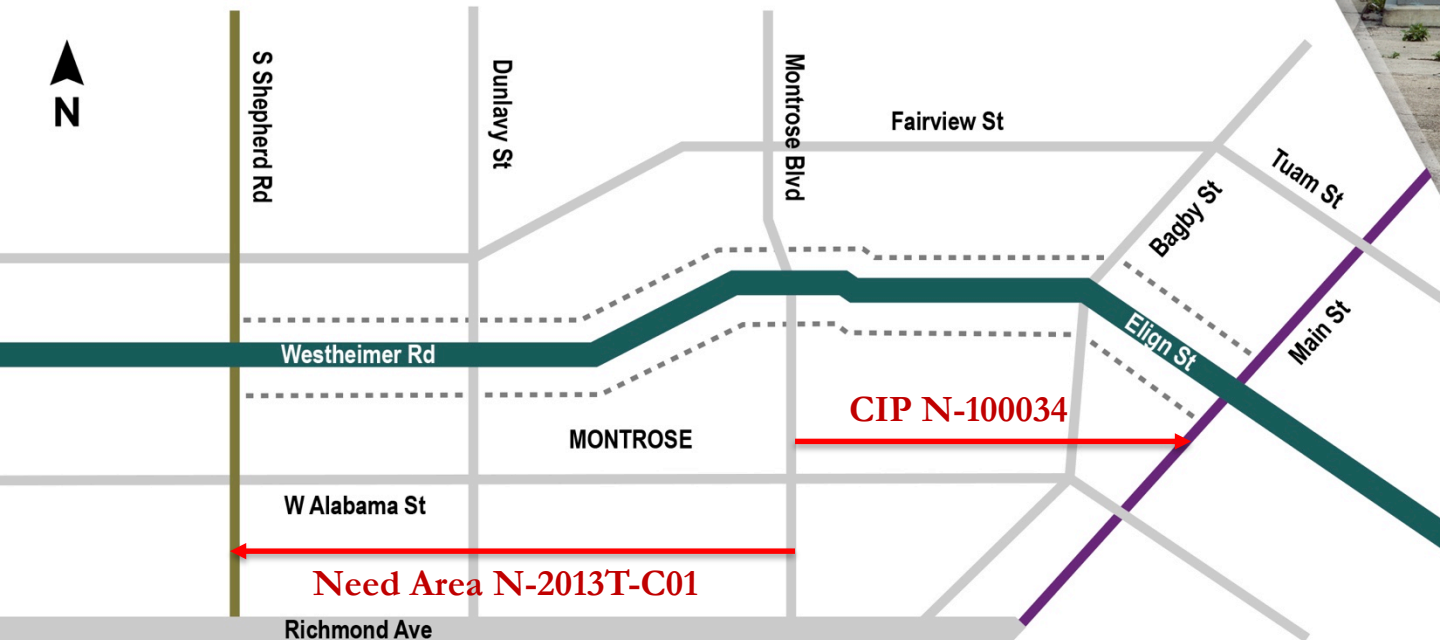 N
S Shepherd Rd
Dunlavy St
Montrose Blvd
Fairview St
Tuam St
Bagby St
Main St
Westheimer Rd
Elign St
CIP N-100034
MONTROSE
W Alabama St
Need Area N-2013T-C01
Richmond Ave